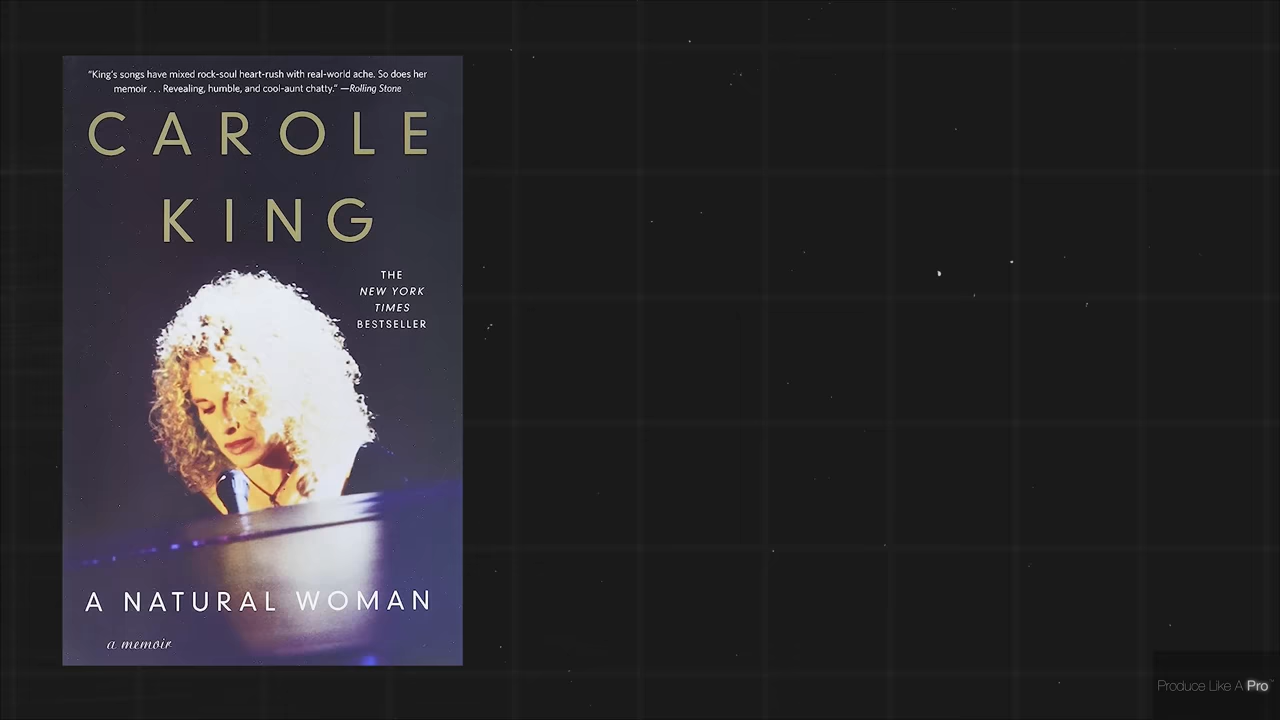 “King’s songs have mixed rock-soul heart-rush with real-world ache. So does her
memoir . . . Revealing, humble, and cool-aunt chatty.” —Rolling Stone
CAROLE
KING
THE
NEW YORK
TIMES
BESTSELLER
A NATURAL WOMAN
a memoir
Produce Like A Pro